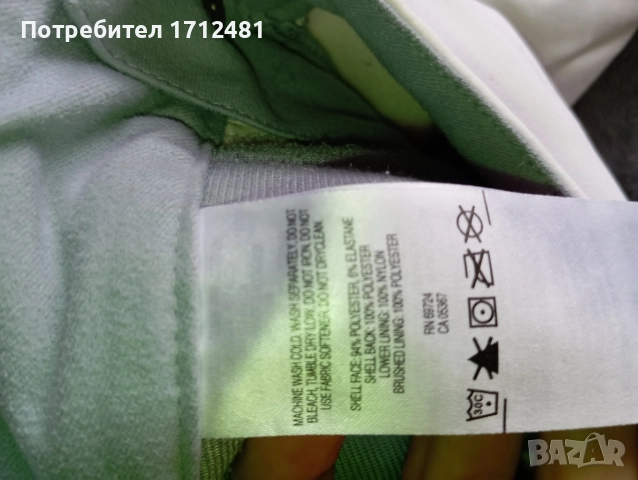 Потребител 1712481
MACHINE WASH COLD, WASH SEPARATELY, DO NOT
BLEACH, TUMBLE DRY LOW, DO NOT IRON, DO NOT
USE FABRIC SOFTENER, DO NOT DRYCLEAN.
SHELL FACE: 94% POLYESTER, 6% ELASTANE
SHELL BACK: 100% POLYESTER
LOWER LINING: 100% NYLON
BRUSHED LINING: 100% POLYESTER
RN 69724
CA 05367
30C
BAZAR